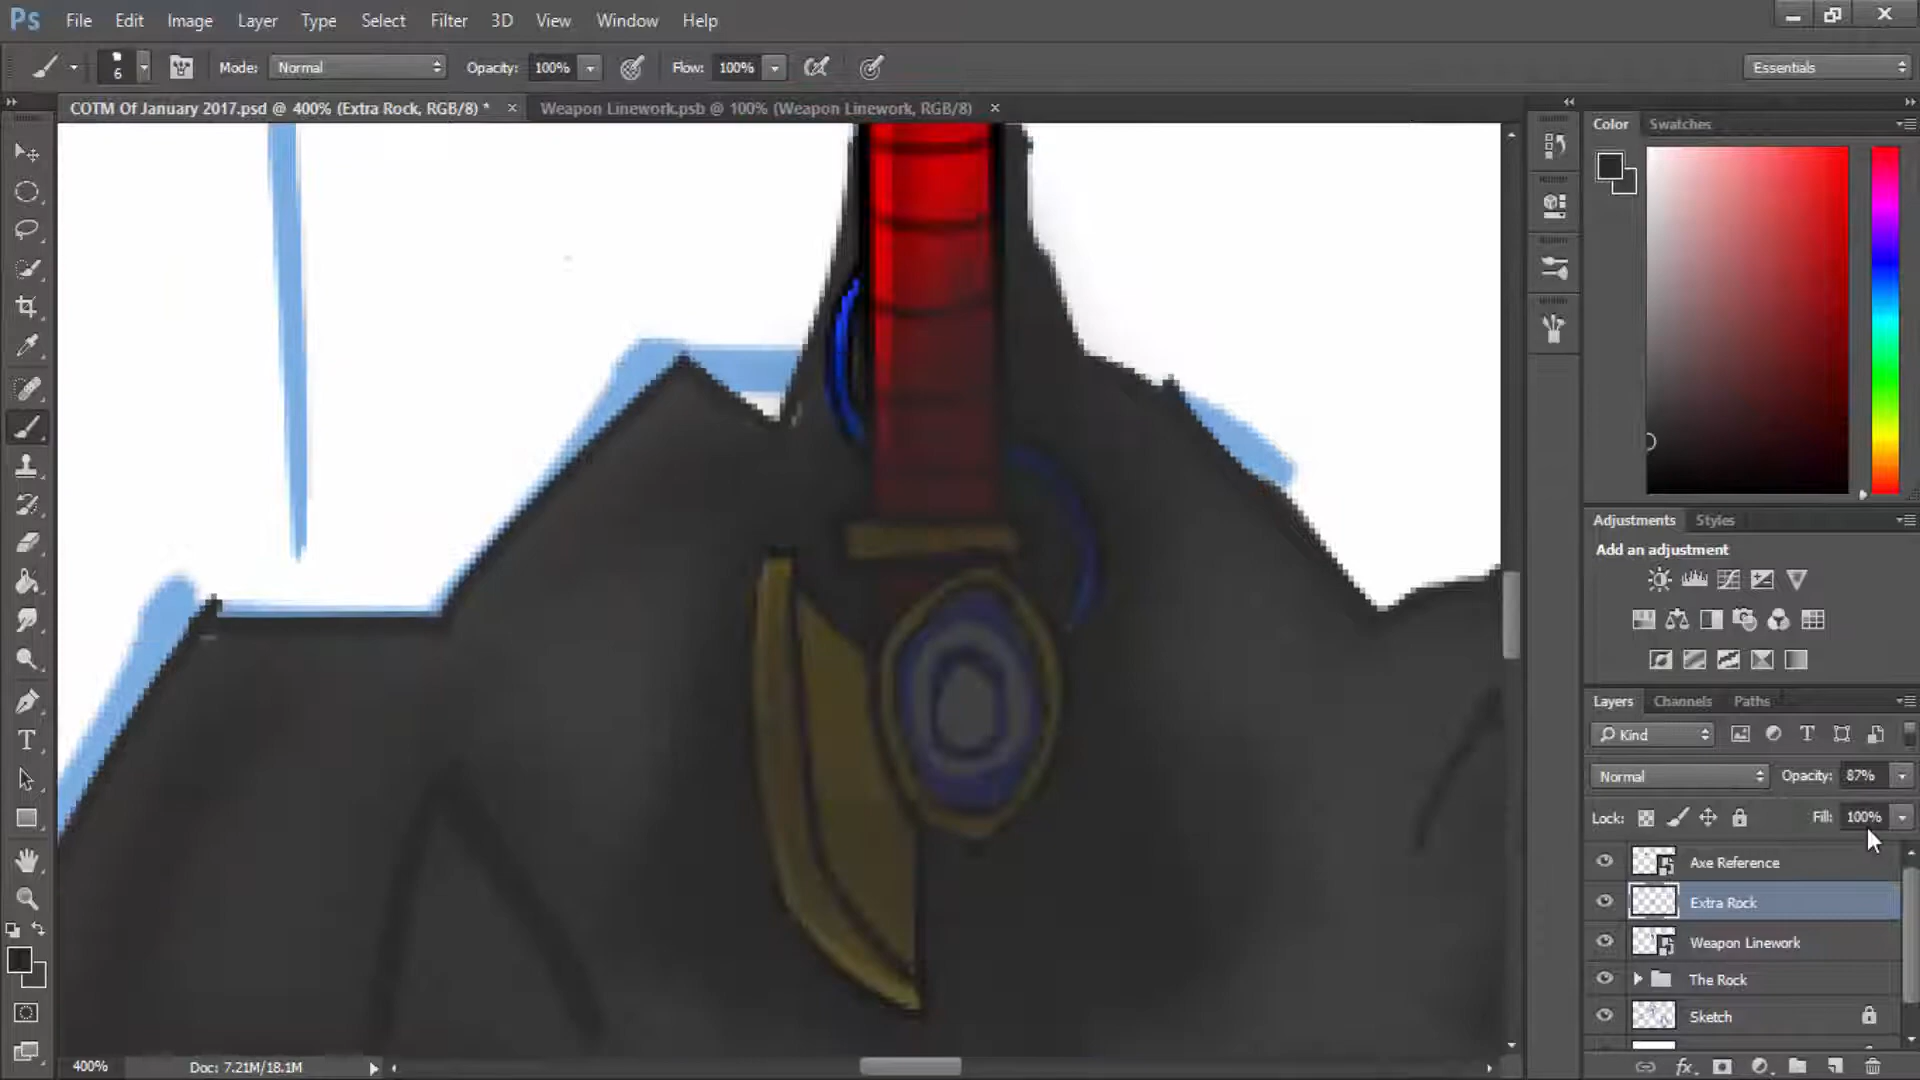 Ps File Edit Image Layer Type Select Filter 3D View Window Help
6 Mode: Normal Opacity: 100% Flow: 100% Essentials
COTM Of January 2017.psd @ 400% (Extra Rock, RGB/8) * × Weapon Linework.psb @ 100% (Weapon Linework, RGB/8) ×
Color Swatches
Adjustments Styles
Add an adjustment
Layers Channels Paths
Kind T
Normal Opacity: 87%
Lock: Fill: 100%
Axe Reference
Extra Rock
Weapon Linework
The Rock
Sketch
400% Doc: 7.21M/18.1M fx